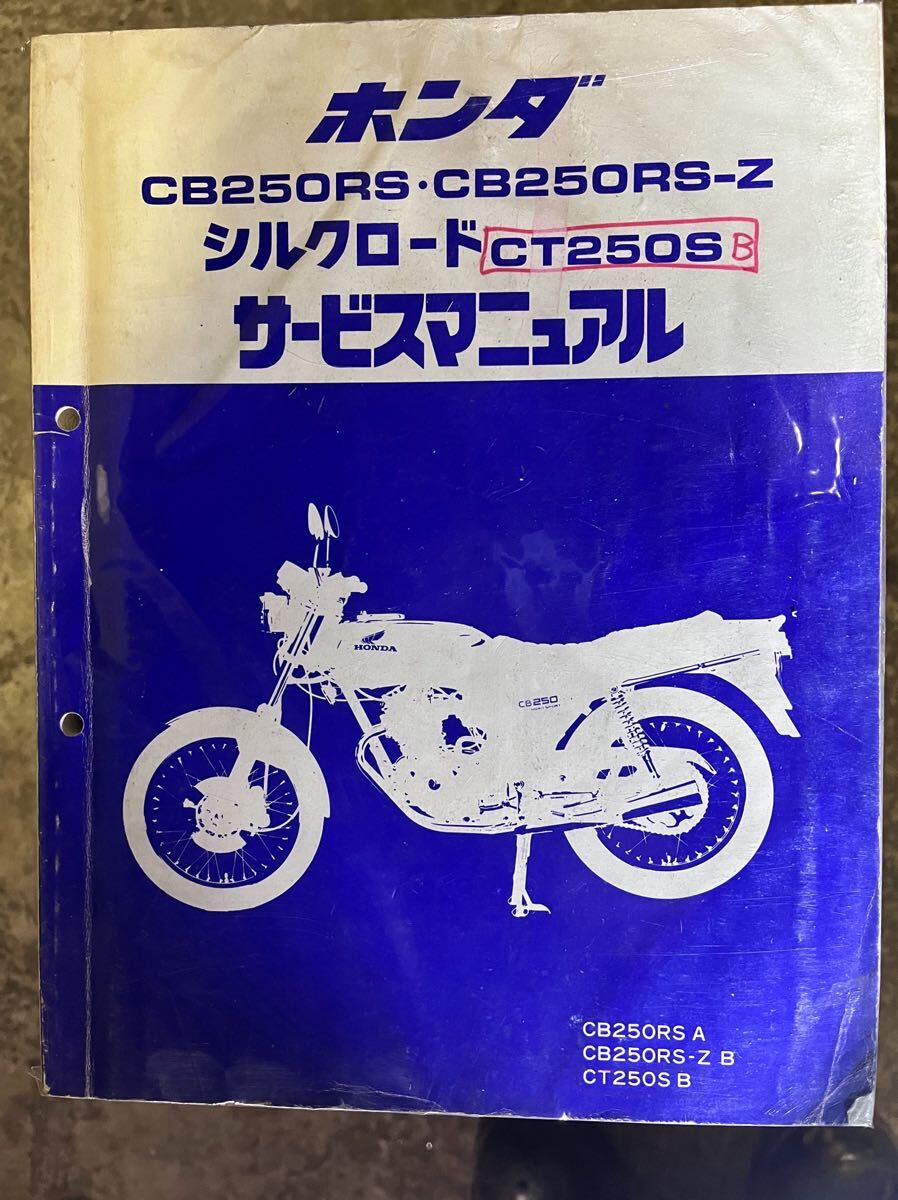 ホンダ
CB250RS・CB250RS-Z
シルクロード CT250S B
サービスマニュアル
HONDA
CB250
CB250RS A
CB250RS-Z B
CT250S B